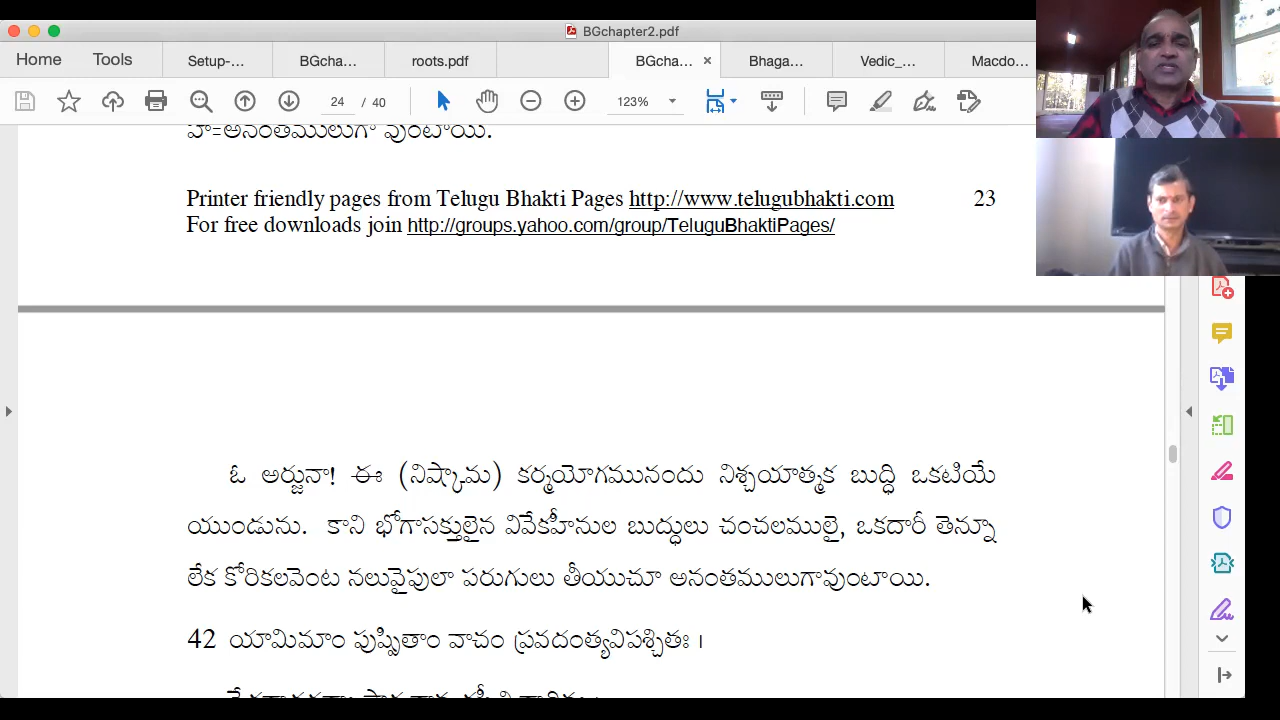 BGchapter2.pdf
Home Tools Setup-... BGcha... roots.pdf BGcha... × Bhaga... Vedic_... Macdo...
24 / 40 123%
హా=అనంతములుగా వుంటాయి.
Printer friendly pages from Telugu Bhakti Pages http://www.telugubhakti.com 23
For free downloads join http://groups.yahoo.com/group/TeluguBhaktiPages/
ఓ అర్జునా! ఈ (నిష్కామ) కర్మయోగమునందు నిశ్చయాత్మక బుద్ధి ఒకటియే
యుండును. కాని భోగాసక్తులైన వివేకహీనుల బుద్ధులు చంచలములై, ఒకదారీ తెన్నూ
లేక కోరికలవెంట నలువైపులా పరుగులు తీయుచూ అనంతములుగావుంటాయి.
42 యామిమాం పుష్పితాం వాచం ప్రవదంత్యవిపశ్చితః ।